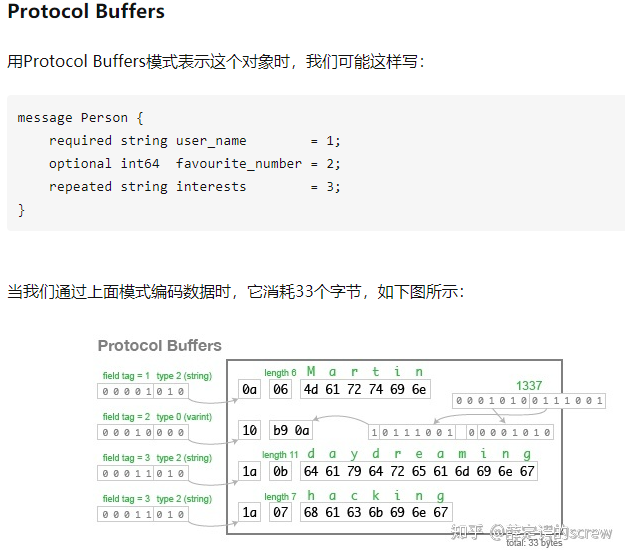 Protocol Buffers
用Protocol Buffers模式表示这个对象时，我们可能这样写：
message Person {
    required string user_name        = 1;
    optional int64  favourite_number = 2;
    repeated string interests        = 3;
}
当我们通过上面模式编码数据时，它消耗33个字节，如下图所示：
Protocol Buffers
field tag = 1 type 2 (string)
0 0 0 0 1 0 1 0
length 6 M a r t i n
0a 06 4d 61 72 74 69 6e
1337
0 0 0 1 0 1 0 0 1 1 1 0 0 1
field tag = 2 type 0 (varint)
0 0 0 1 0 0 0 0
10 b9 0a
1 0 1 1 1 0 0 1 0 0 0 0 1 0 1 0
field tag = 3 type 2 (string)
0 0 0 1 1 0 1 0
length 11 d a y d r e a m i n g
1a 0b 64 61 79 64 72 65 61 6d 69 6e 67
field tag = 3 type 2 (string)
0 0 0 1 1 0 1 0
length 7 h a c k i n g
1a 07 68 61 63 6b 69 6e 67
知乎 @薛定谔的screw
total: 33 bytes